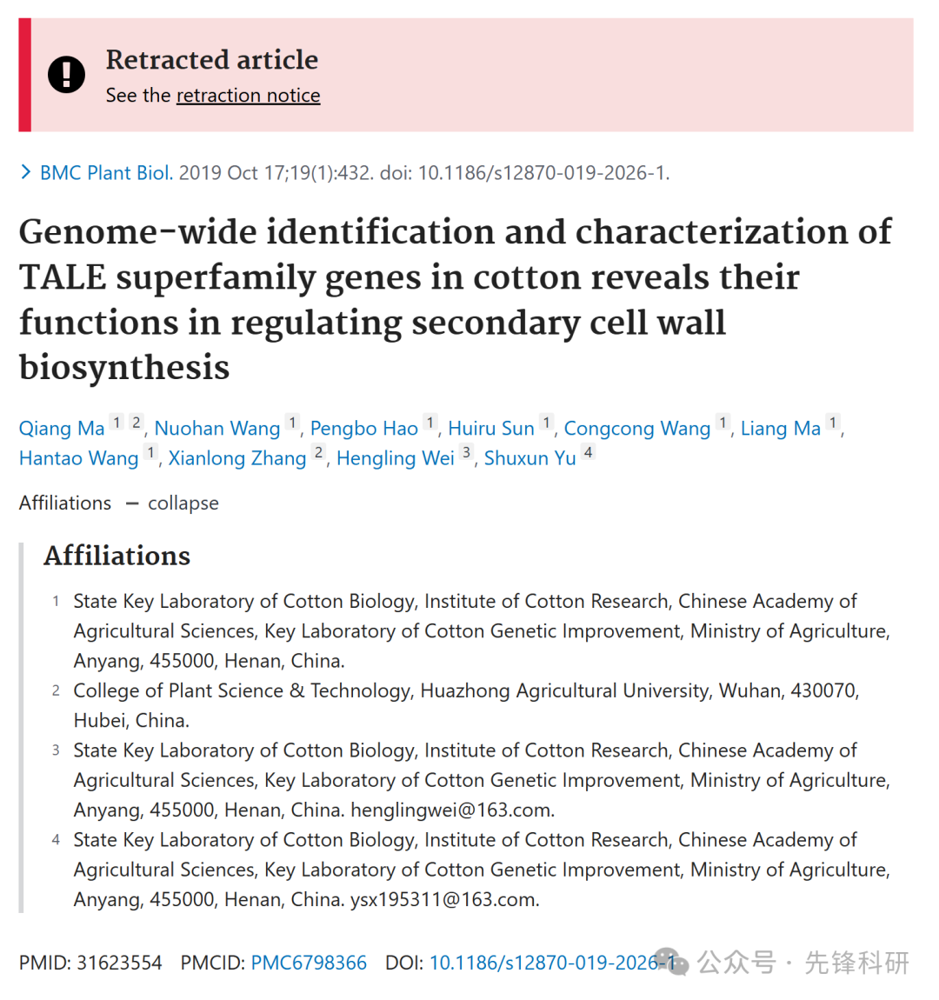 Retracted article
See the retraction notice
BMC Plant Biol. 2019 Oct 17;19(1):432. doi: 10.1186/s12870-019-2026-1.
Genome-wide identification and characterization of
TALE superfamily genes in cotton reveals their
functions in regulating secondary cell wall
biosynthesis
Qiang Ma 1 2, Nuohan Wang 1, Pengbo Hao 1, Huiru Sun 1, Congcong Wang 1, Liang Ma 1,
Hantao Wang 1, Xianlong Zhang 2, Hengling Wei 3, Shuxun Yu 4
Affiliations — collapse
Affiliations
1 State Key Laboratory of Cotton Biology, Institute of Cotton Research, Chinese Academy of
Agricultural Sciences, Key Laboratory of Cotton Genetic Improvement, Ministry of Agriculture,
Anyang, 455000, Henan, China.
2 College of Plant Science & Technology, Huazhong Agricultural University, Wuhan, 430070,
Hubei, China.
3 State Key Laboratory of Cotton Biology, Institute of Cotton Research, Chinese Academy of
Agricultural Sciences, Key Laboratory of Cotton Genetic Improvement, Ministry of Agriculture,
Anyang, 455000, Henan, China. henglingwei@163.com.
4 State Key Laboratory of Cotton Biology, Institute of Cotton Research, Chinese Academy of
Agricultural Sciences, Key Laboratory of Cotton Genetic Improvement, Ministry of Agriculture,
Anyang, 455000, Henan, China. ysx195311@163.com.
PMID: 31623554 PMCID: PMC6798366 DOI: 10.1186/s12870-019-2026-1
公众号 · 先锋科研